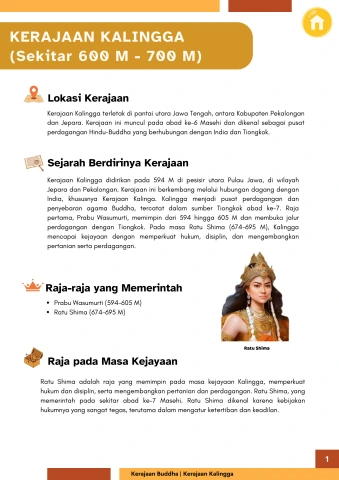 KERAJAAN KALINGGA
(Sekitar 600 M - 700 M)
Lokasi Kerajaan
Kerajaan Kalingga terletak di pantai utara Jawa Tengah, antara Kabupaten Pekalongan
dan Jepara. Kerajaan ini muncul pada abad ke-6 Masehi dan dikenal sebagai pusat
perdagangan Hindu-Buddha yang berhubungan dengan India dan Tiongkok.
Sejarah Berdirinya Kerajaan
Kerajaan Kalingga didirikan pada 594 M di pesisir utara Pulau Jawa, di wilayah
Jepara dan Pekalongan. Kerajaan ini berkembang melalui hubungan dagang dengan
India, khususnya Kerajaan Kalinga. Kalingga menjadi pusat perdagangan dan
penyebaran agama Buddha, tercatat dalam sumber Tiongkok abad ke-7. Raja
pertama, Prabu Wasumurti, memimpin dari 594 hingga 605 M dan membuka jalur
perdagangan dengan Tiongkok. Pada masa Ratu Shima (674-695 M), Kalingga
mencapai kejayaan dengan memperkuat hukum, disiplin, dan mengembangkan
pertanian serta perdagangan.
Raja-raja yang Memerintah
• Prabu Wasumurti (594-605 M)
• Ratu Shima (674-695 M)
Ratu Shima
Raja pada Masa Kejayaan
Ratu Shima adalah raja yang memimpin pada masa kejayaan Kalingga, memperkuat
hukum dan disiplin, serta mengembangkan pertanian dan perdagangan. Ratu Shima, yang
memerintah pada sekitar abad ke-7 Masehi. Ratu Shima dikenal karena kebijakan
hukumnya yang sangat tegas, terutama dalam mengatur ketertiban dan keadilan.
1
Kerajaan Buddha | Kerajaan Kalingga